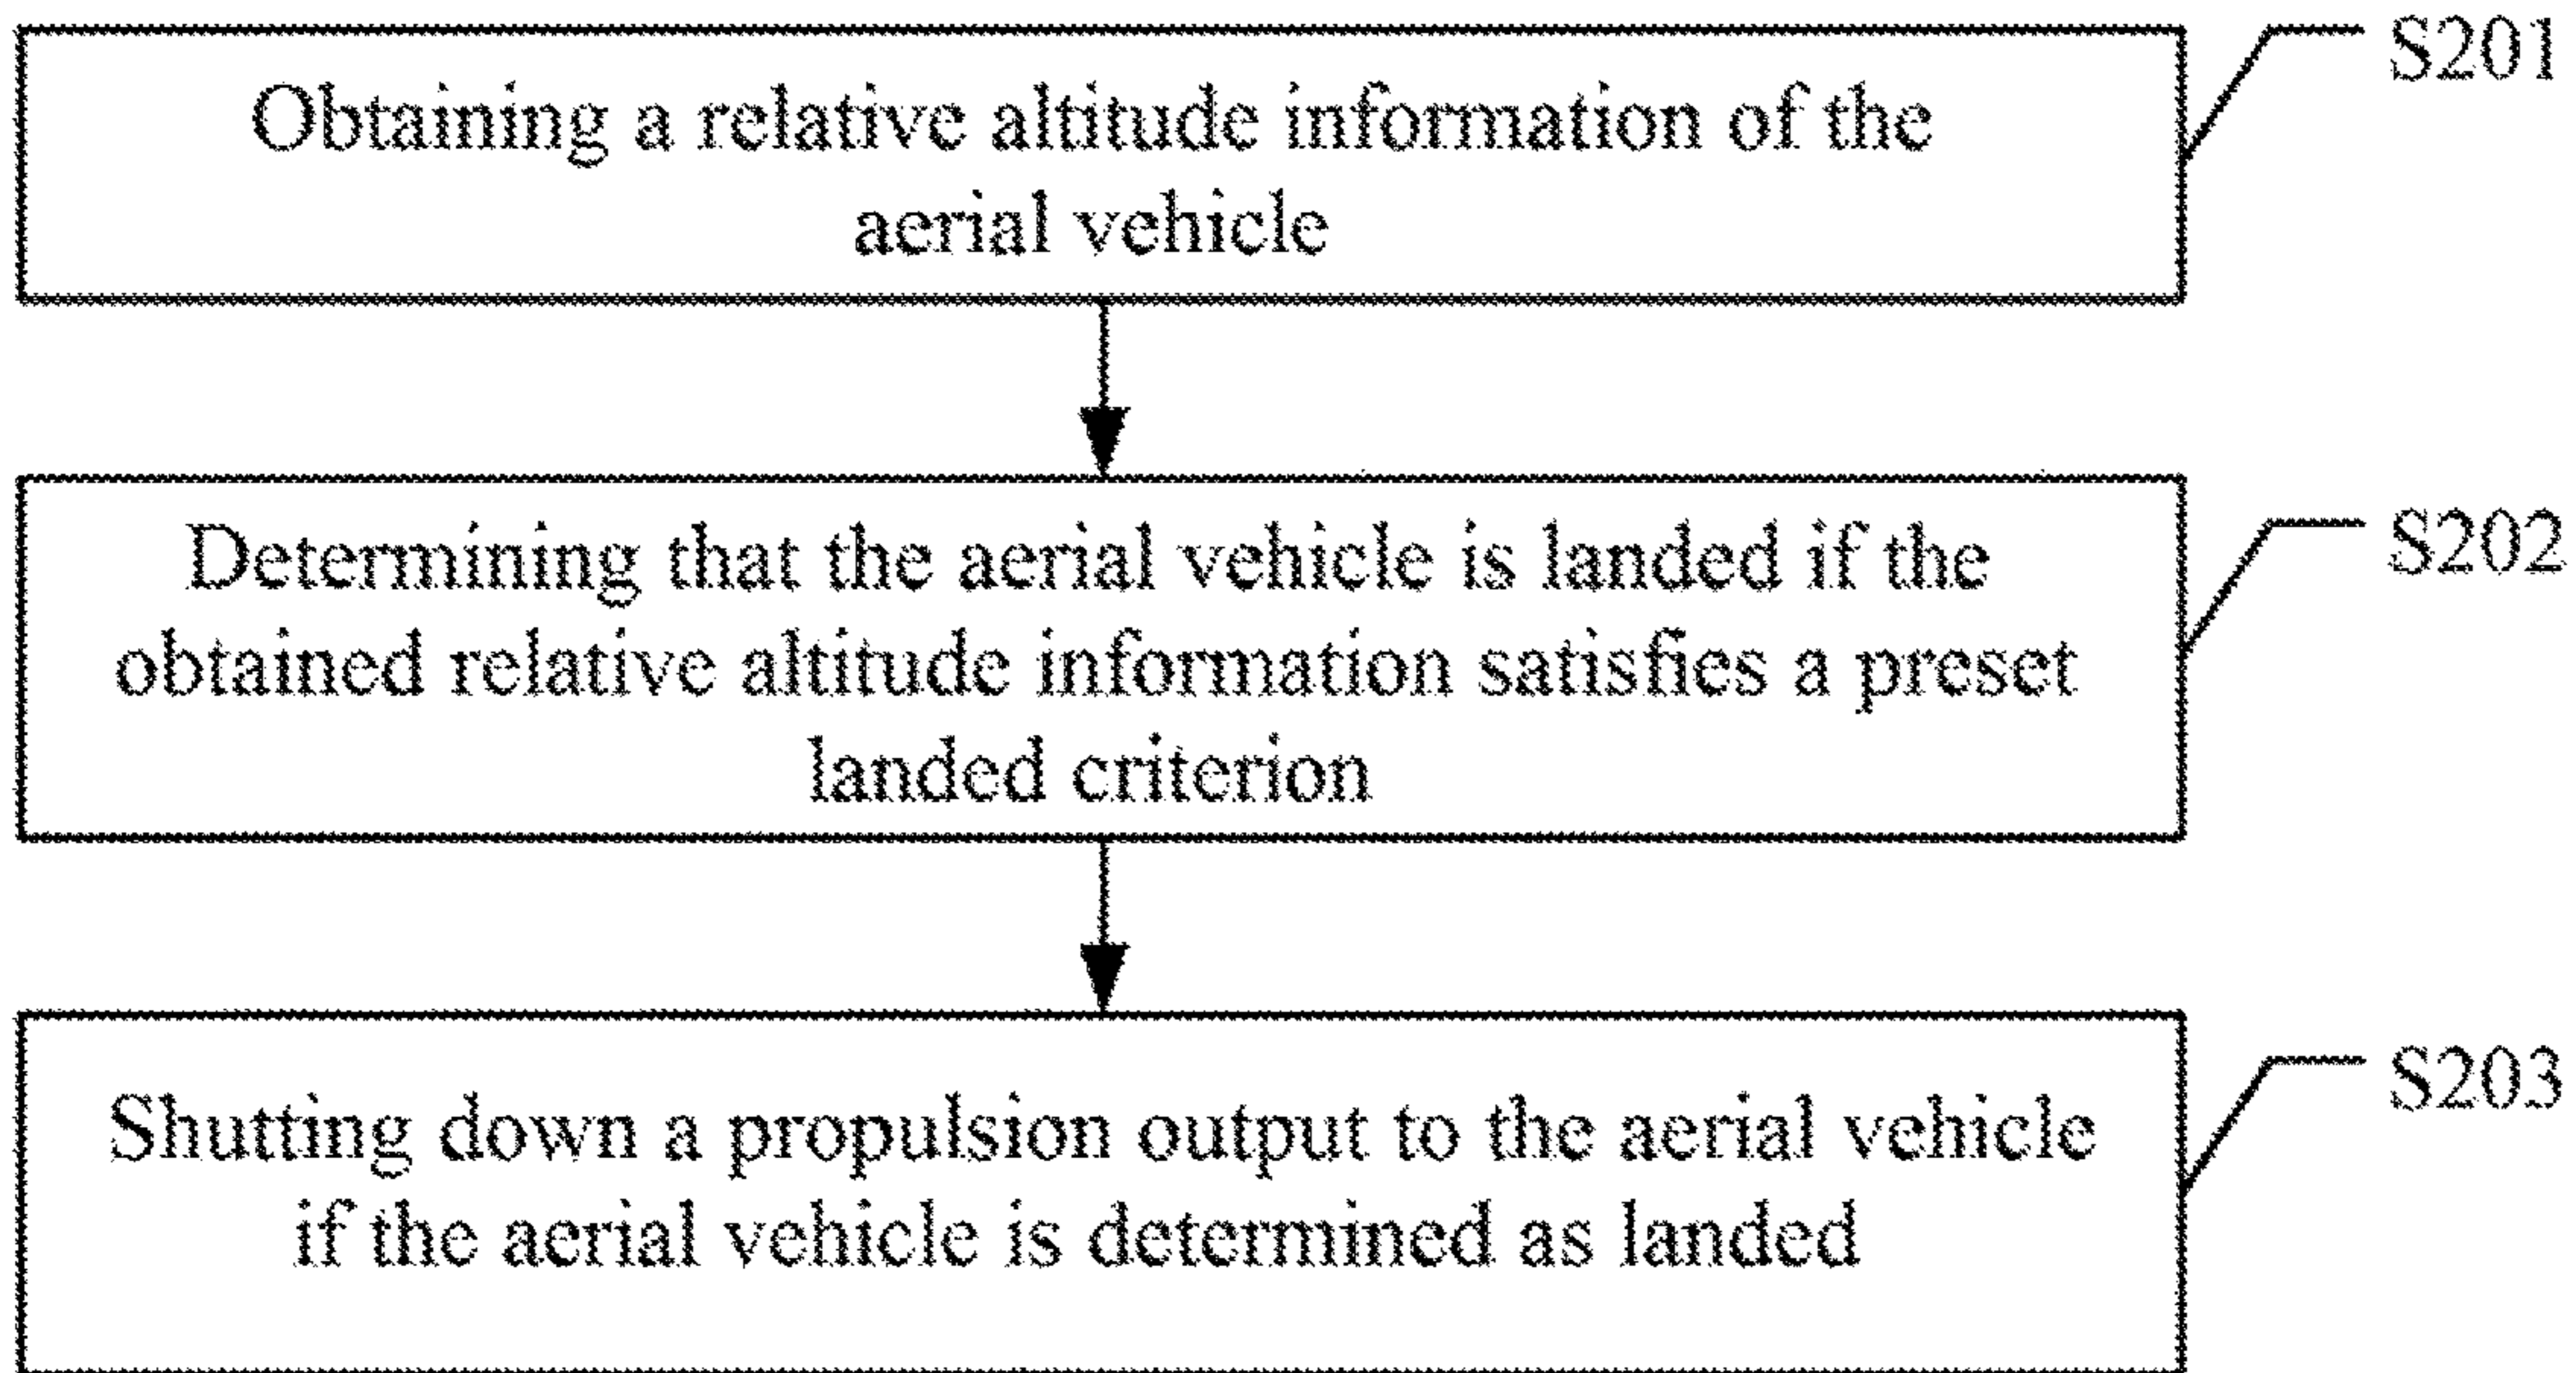 Obtaining a relative altitude information of the
aerial vehicle
S201
Determining that the aerial vehicle is landed if the
obtained relative altitude information satisfies a preset
landed criterion
S202
Shutting down a propulsion output to the aerial vehicle
if the aerial vehicle is determined as landed
S203